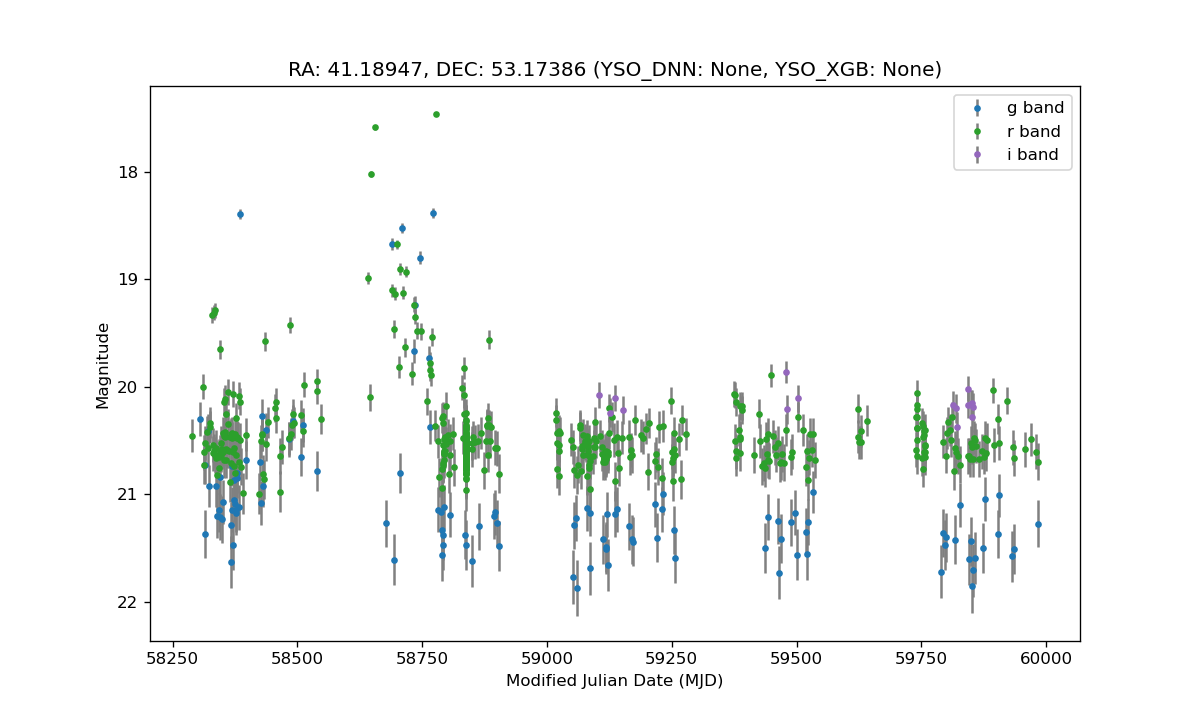 RA: 41.18947, DEC: 53.17386 (YSO_DNN: None, YSO_XGB: None)
g band
r band
i band
Magnitude
18
19
20
21
22
58250 58500 58750 59000 59250 59500 59750 60000
Modified Julian Date (MJD)